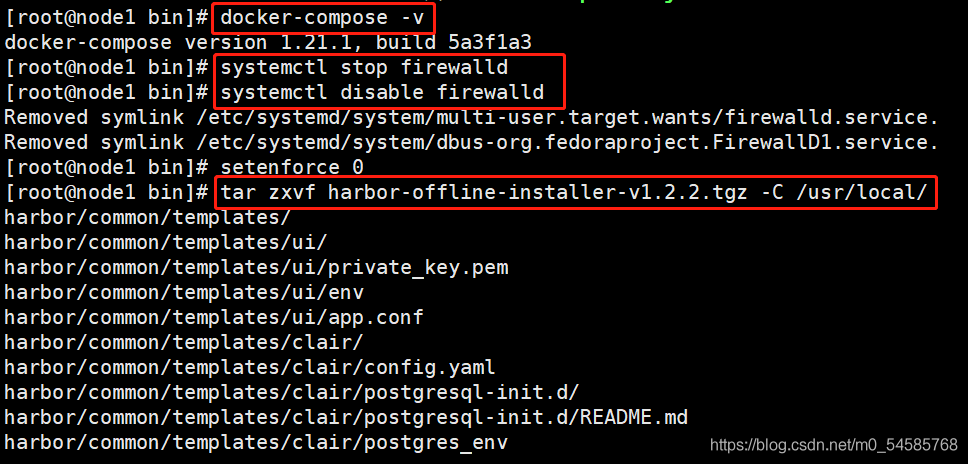 [root@node1 bin]# docker-compose -v
docker-compose version 1.21.1, build 5a3f1a3
[root@node1 bin]# systemctl stop firewalld
[root@node1 bin]# systemctl disable firewalld
Removed symlink /etc/systemd/system/multi-user.target.wants/firewalld.service.
Removed symlink /etc/systemd/system/dbus-org.fedoraproject.FirewallD1.service.
[root@node1 bin]# setenforce 0
[root@node1 bin]# tar zxvf harbor-offline-installer-v1.2.2.tgz -C /usr/local/
harbor/common/templates/
harbor/common/templates/ui/
harbor/common/templates/ui/private_key.pem
harbor/common/templates/ui/env
harbor/common/templates/ui/app.conf
harbor/common/templates/clair/
harbor/common/templates/clair/config.yaml
harbor/common/templates/clair/postgresql-init.d/
harbor/common/templates/clair/postgresql-init.d/README.md
harbor/common/templates/clair/postgres_env
https://blog.csdn.net/m0_54585768